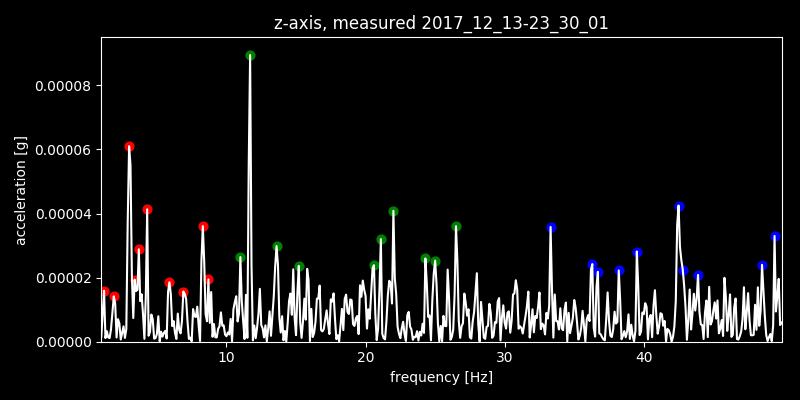 z-axis, measured 2017_12_13-23_30_01
acceleration [g]
0.00008
0.00006
0.00004
0.00002
0.00000
10 20 30 40
frequency [Hz]